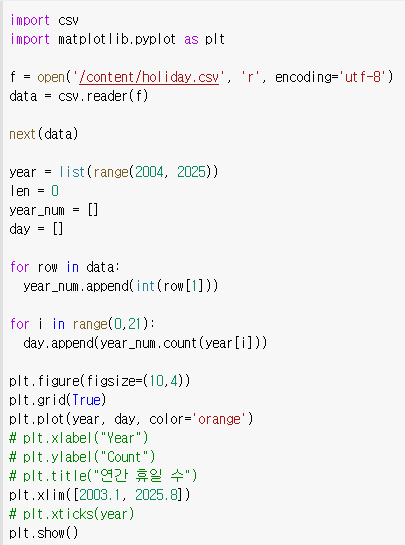 import csv
import matplotlib.pyplot as plt
f = open('/content/holiday.csv', 'r', encoding='utf-8')
data = csv.reader(f)
next(data)
year = list(range(2004, 2025))
len = 0
year_num = []
day = []
for row in data:
  year_num.append(int(row[1]))
for i in range(0,21):
  day.append(year_num.count(year[i]))
plt.figure(figsize=(10,4))
plt.grid(True)
plt.plot(year, day, color='orange')
# plt.xlabel("Year")
# plt.ylabel("Count")
# plt.title("연간 휴일 수")
plt.xlim([2003.1, 2025.8])
# plt.xticks(year)
plt.show()